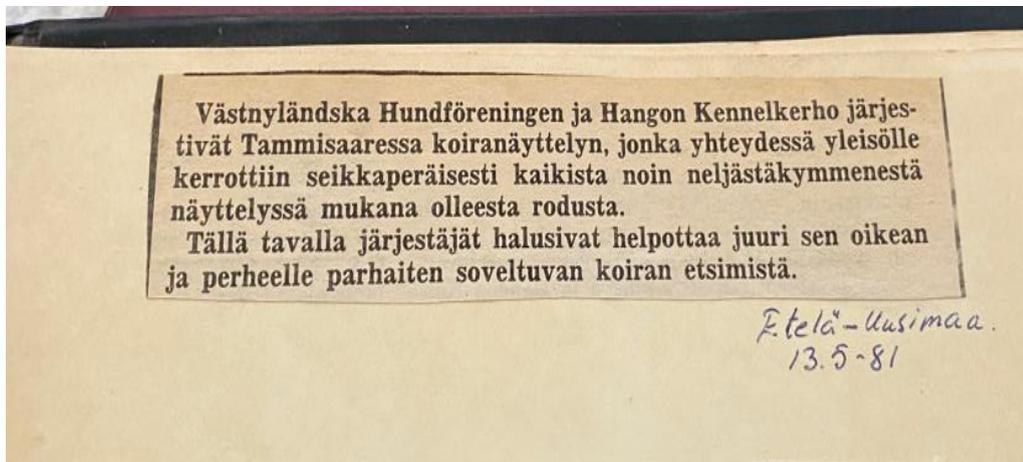 Västnyländska Hundföreningen ja Hangon Kennelkerho järjes-
tivät Tammisaaressa koiranäyttelyn, jonka yhteydessä yleisölle
kerrottiin seikkaperäisesti kaikista noin neljästäkymmenestä
näyttelyssä mukana olleesta rodusta.
Tällä tavalla järjestäjät halusivat helpottaa juuri sen oikean
ja perheelle parhaiten soveltuvan koiran etsimistä.
Etelä-Uusimaa.
13.5-81